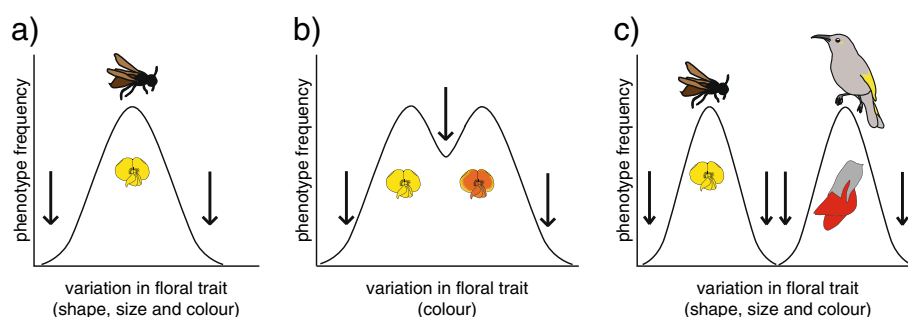 a)
phenotype frequency
variation in floral trait
(shape, size and colour)
b)
phenotype frequency
variation in floral trait
(colour)
c)
phenotype frequency
variation in floral trait
(shape, size and colour)